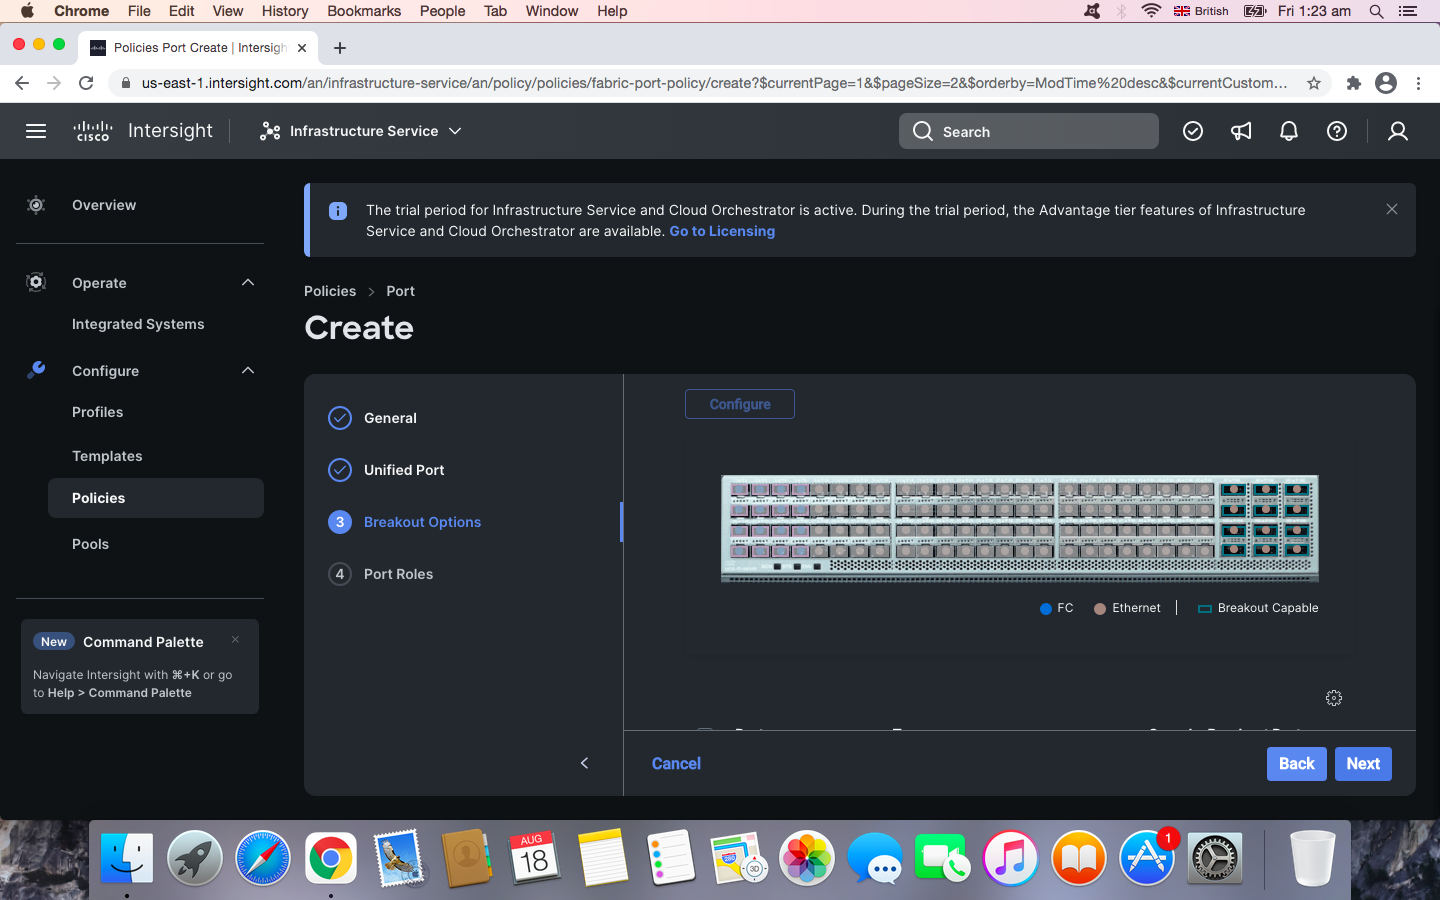 Chrome File Edit View History Bookmarks People Tab Window Help British Fri 1:23 am
Policies Port Create | Intersigh
us-east-1.intersight.com/an/infrastructure-service/an/policy/policies/fabric-port-policy/create?$currentPage=1&$pageSize=2&$orderby=ModTime%20desc&$currentCustom...
CISCO Intersight Infrastructure Service Search
Overview
Operate
Integrated Systems
Configure
Profiles
Templates
Policies
Pools
New Command Palette
Navigate Intersight with ⌘+K or go
to Help > Command Palette
The trial period for Infrastructure Service and Cloud Orchestrator is active. During the trial period, the Advantage tier features of Infrastructure
Service and Cloud Orchestrator are available. Go to Licensing
Policies > Port
Create
General
Unified Port
3 Breakout Options
4 Port Roles
Configure
FC Ethernet Breakout Capable
Cancel Back Next
AUG
18
280
3D
1